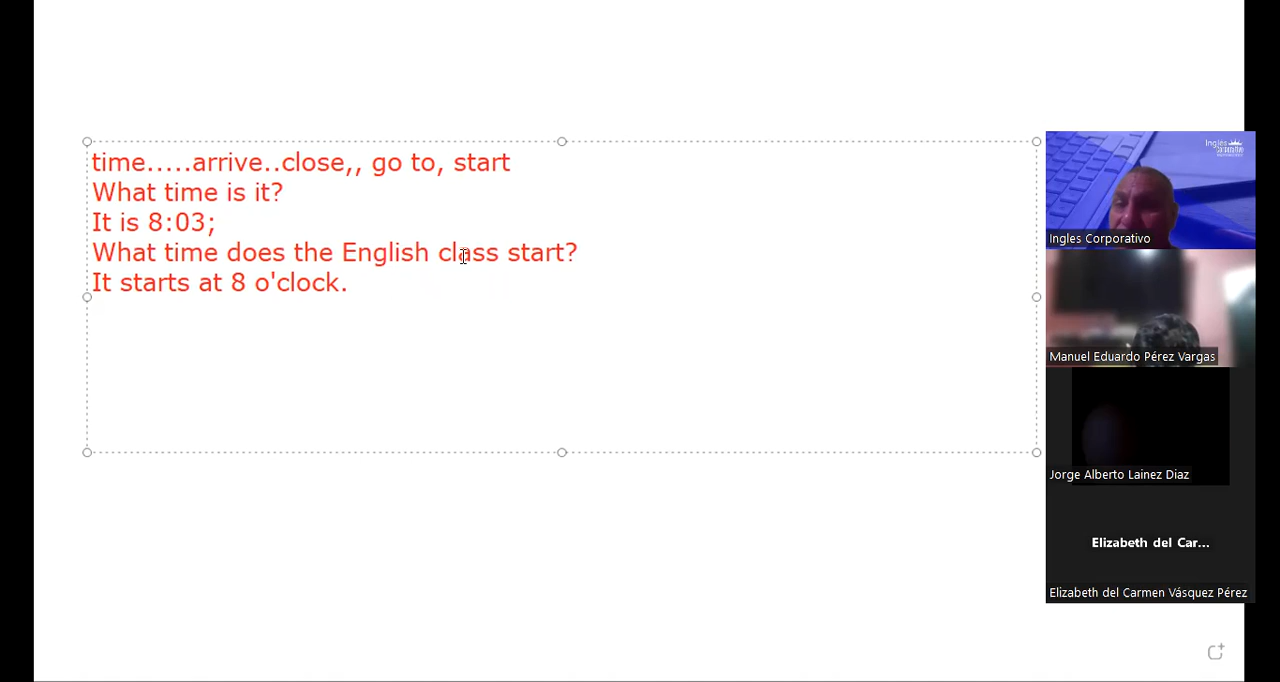 time.....arrive..close,, go to, start
What time is it?
It is 8:03;
What time does the English class start?
It starts at 8 o'clock.
Ingles
Ingles Corporativo
Manuel Eduardo Pérez Vargas
Jorge Alberto Lainez Diaz
Elizabeth del Car...
Elizabeth del Carmen Vásquez Pérez